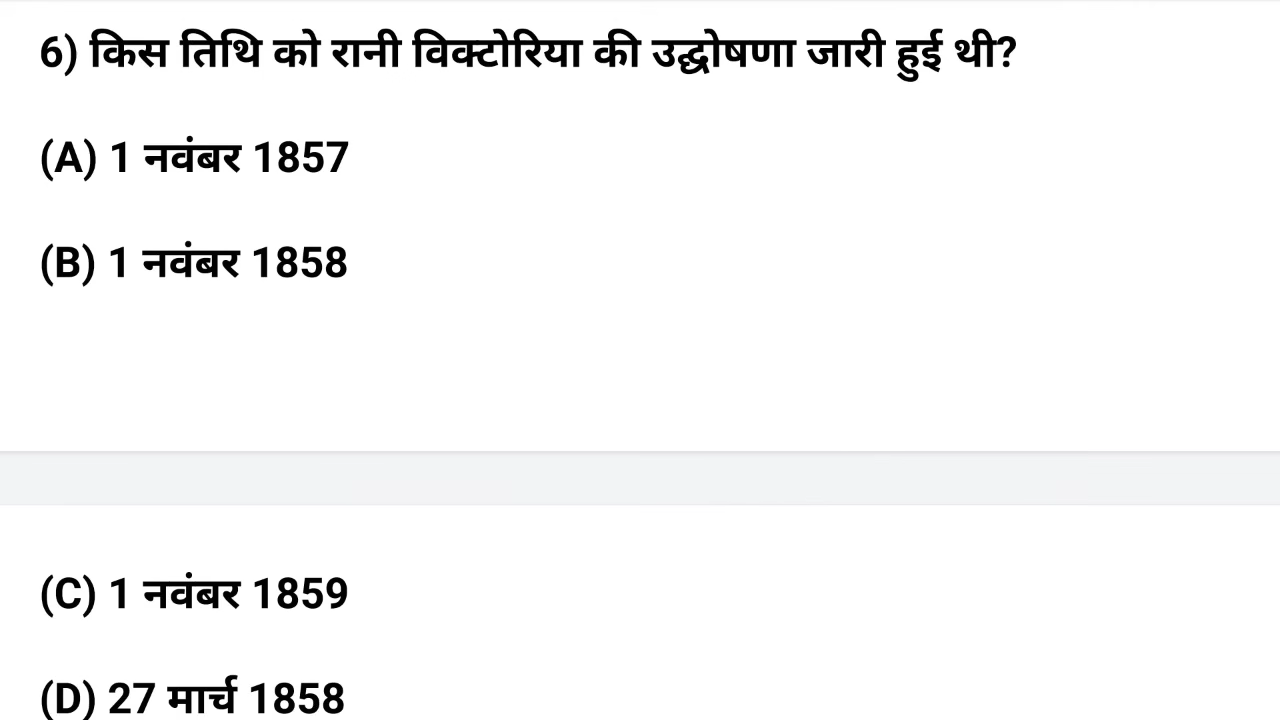 6) किस तिथि को रानी विक्टोरिया की उद्घोषणा जारी हुई थी?
(A) 1 नवंबर 1857
(B) 1 नवंबर 1858
(C) 1 नवंबर 1859
(D) 27 मार्च 1858